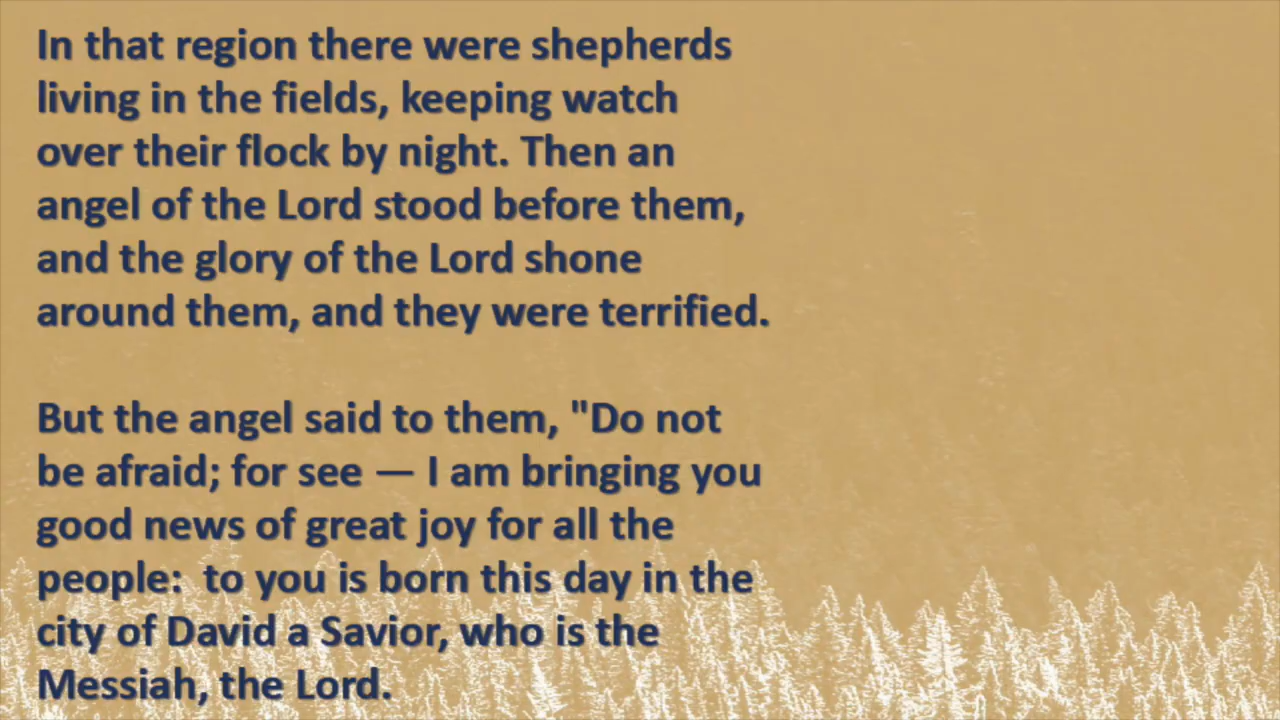 In that region there were shepherds
living in the fields, keeping watch
over their flock by night. Then an
angel of the Lord stood before them,
and the glory of the Lord shone
around them, and they were terrified.
But the angel said to them, "Do not
be afraid; for see — I am bringing you
good news of great joy for all the
people:  to you is born this day in the
city of David a Savior, who is the
Messiah, the Lord.